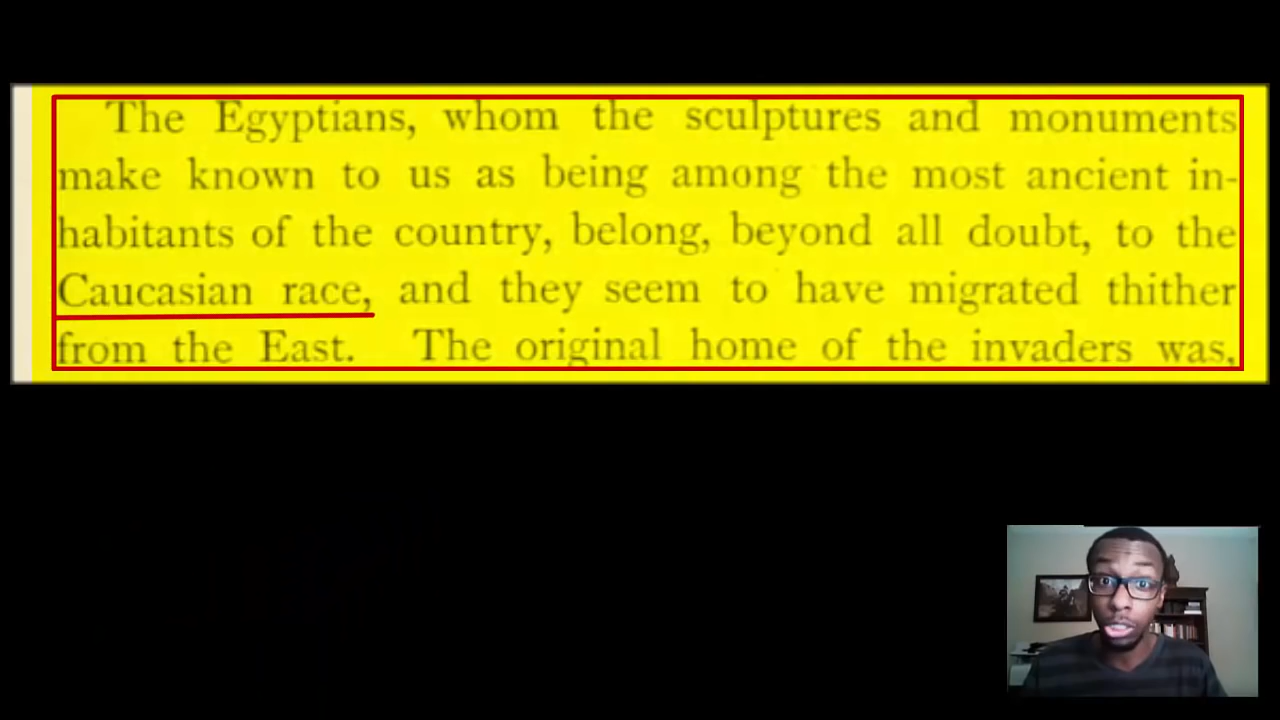 The Egyptians, whom the sculptures and monuments
make known to us as being among the most ancient in-
habitants of the country, belong, beyond all doubt, to the
Caucasian race, and they seem to have migrated thither
from the East. The original home of the invaders was,